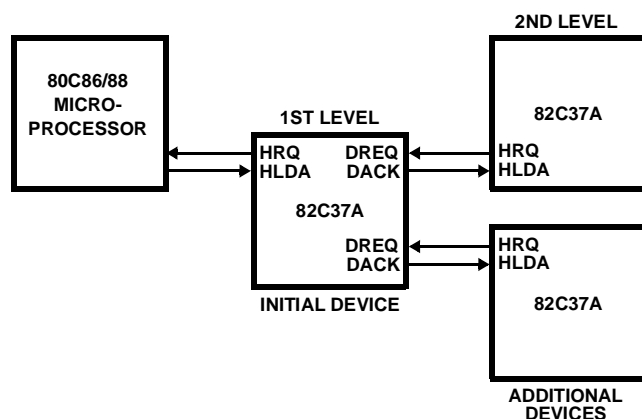 80C86/88
MICRO-
PROCESSOR
1ST LEVEL
HRQ DREQ
HLDA DACK
82C37A
DREQ
DACK
INITIAL DEVICE
2ND LEVEL
82C37A
HRQ
HLDA
HRQ
HLDA
82C37A
ADDITIONAL
DEVICES